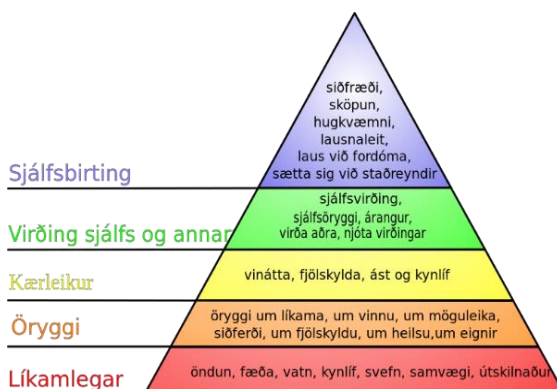 siðfræði,
sköpun,
hugkvæmni,
lausnaleit,
laus við fordóma,
sætta sig við staðreyndir
Sjálfsbirting
sjálfsvirðing,
sjálfsöryggi, árangur,
virða aðra, njóta virðingar
Virðing sjálfs og annar
vinátta, fjölskylda, ást og kynlíf
Kærleikur
öryggi um líkama, um vinnu, um möguleika,
siðferði, um fjölskyldu, um heilsu,um eignir
Öryggi
öndun, fæða, vatn, kynlíf, svefn, samvægi, útskilnaður
Líkamlegar